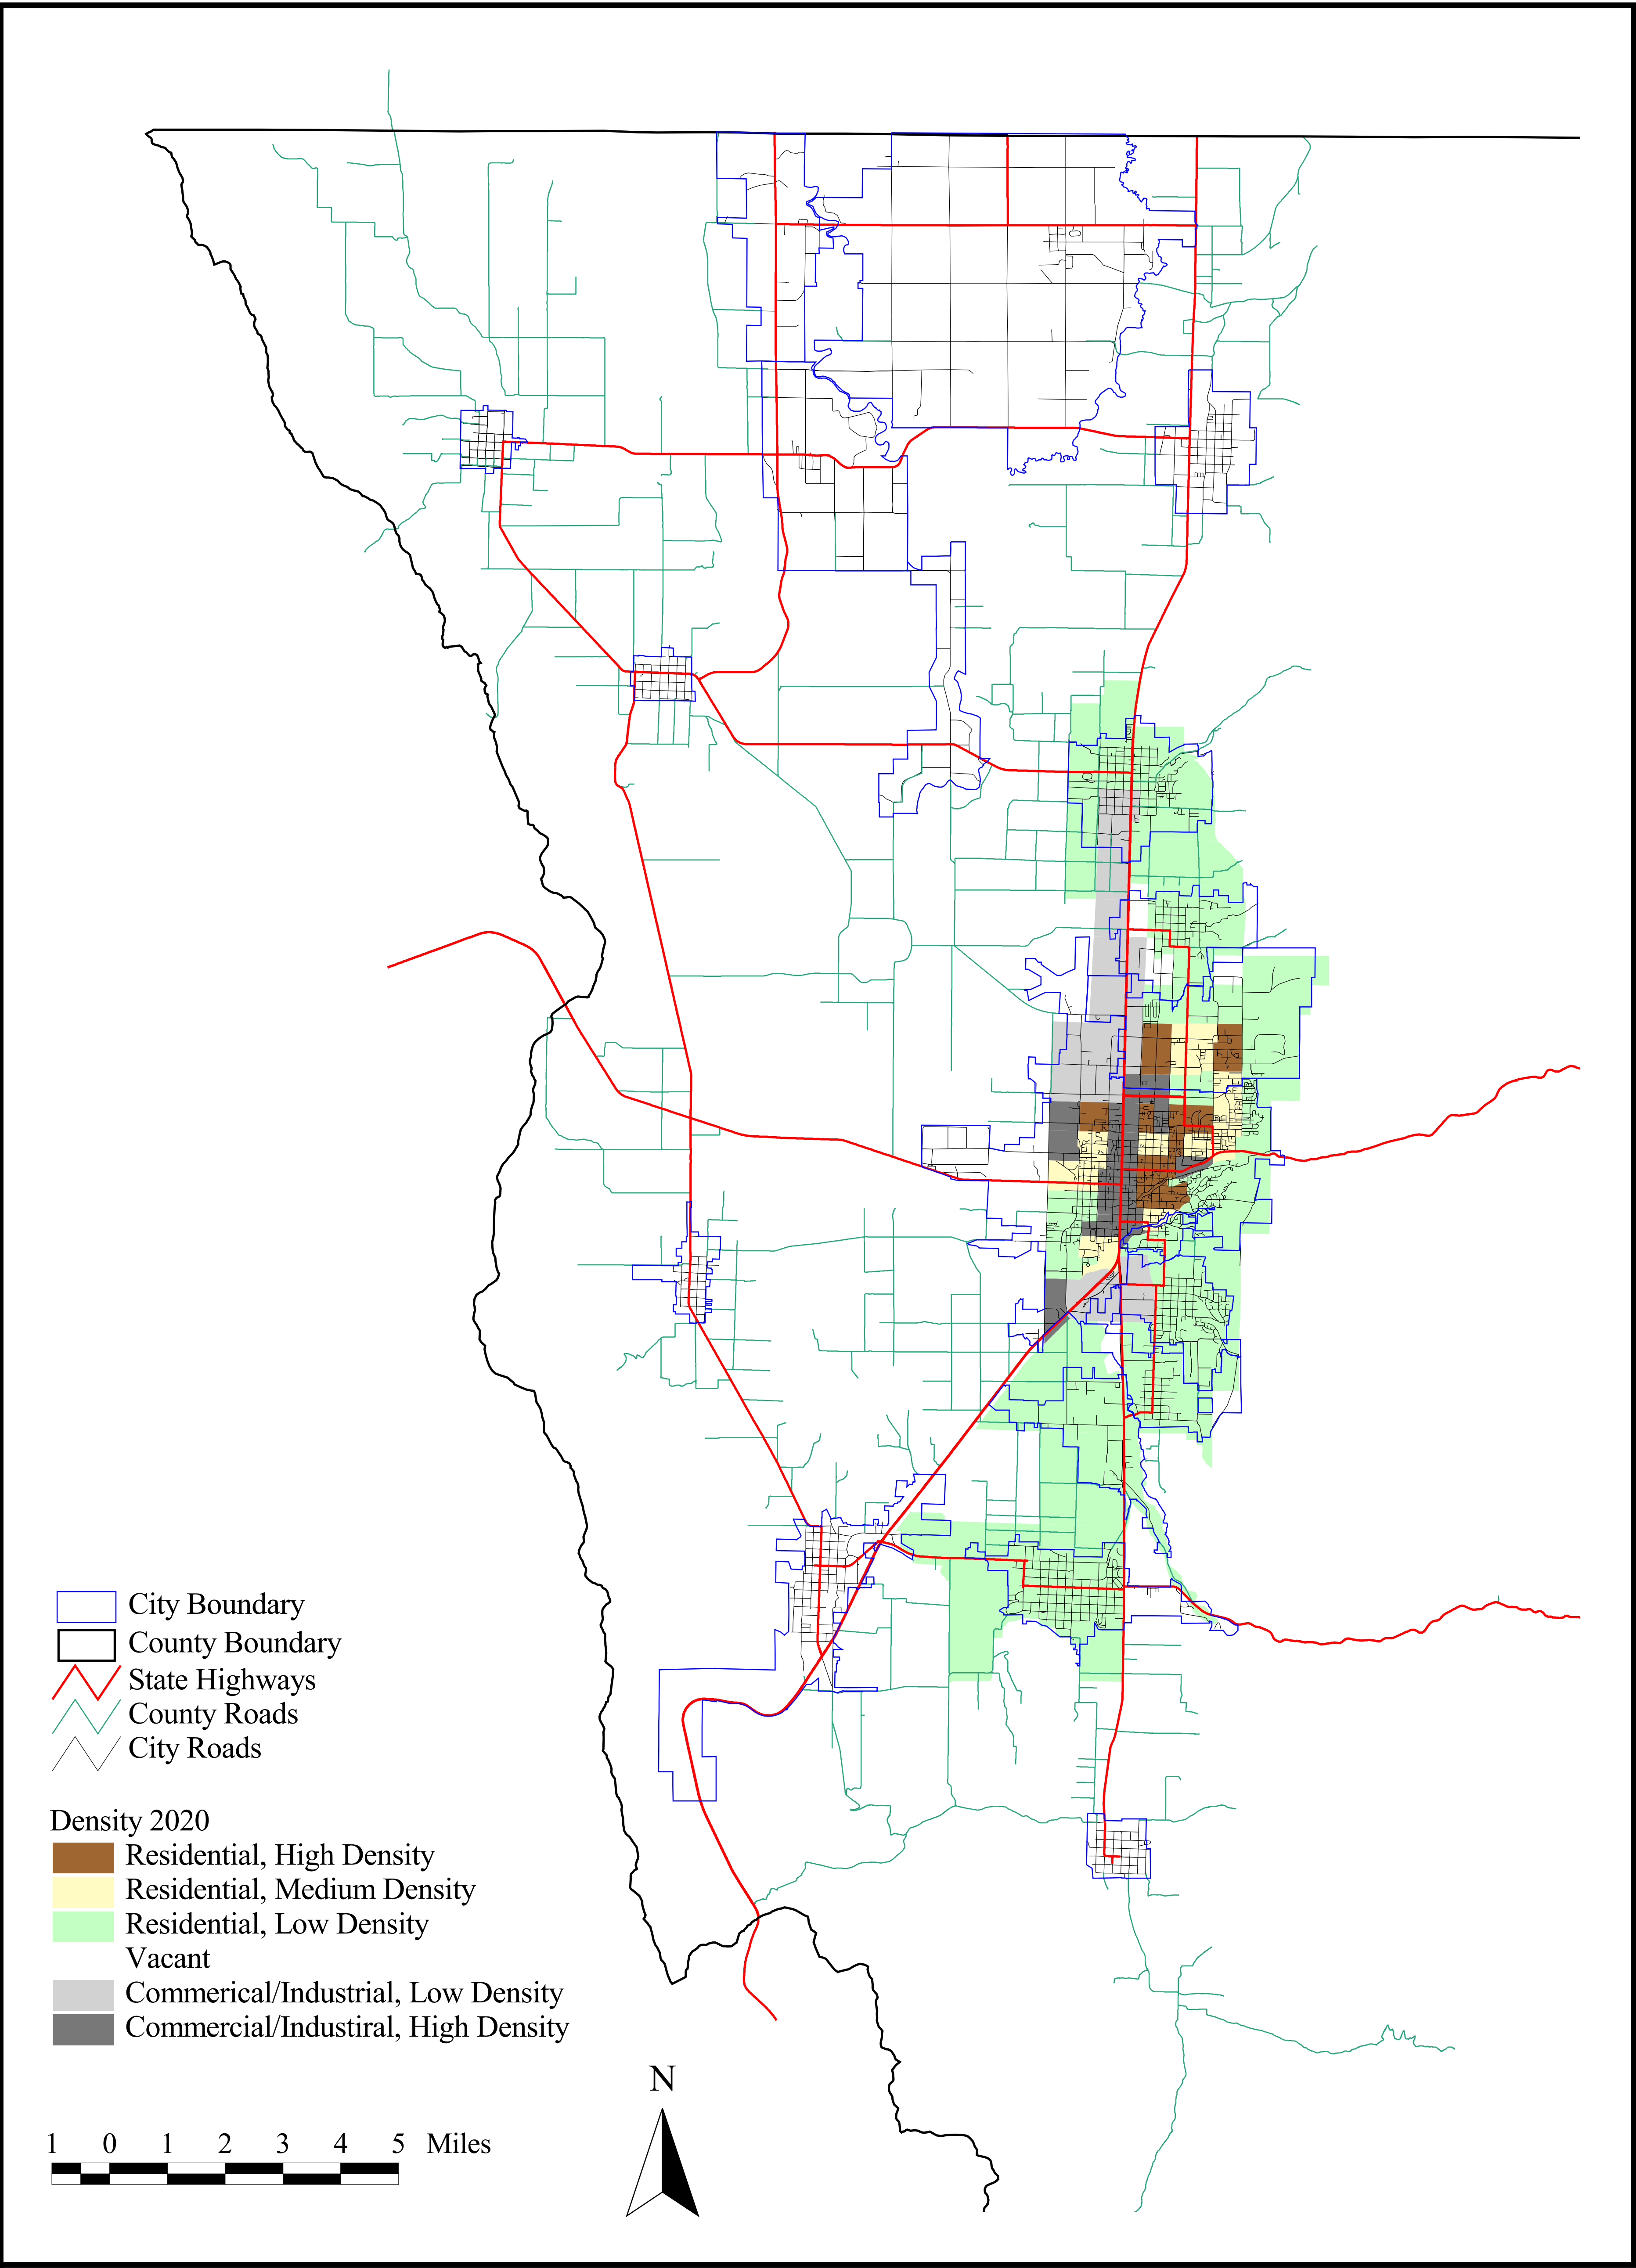 City Boundary
County Boundary
State Highways
County Roads
City Roads
Density 2020
Residential, High Density
Residential, Medium Density
Residential, Low Density
Vacant
Commerical/Industrial, Low Density
Commercial/Industiral, High Density
N
1 0 1 2 3 4 5 Miles